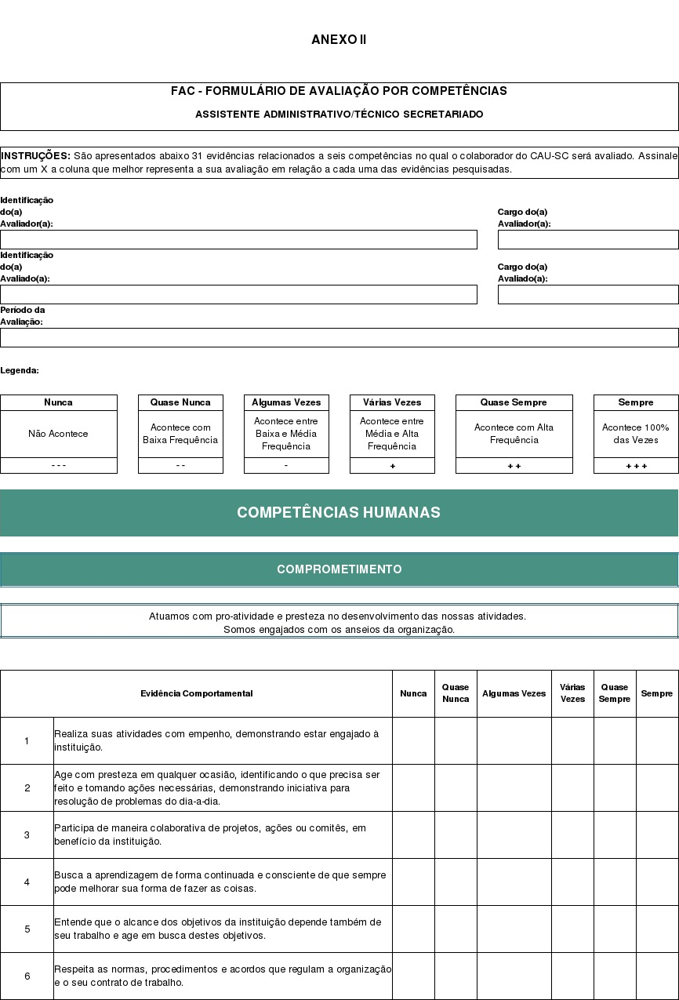 ANEXO II
FAC - FORMULÁRIO DE AVALIAÇÃO POR COMPETÊNCIAS
ASSISTENTE ADMINISTRATIVO/TÉCNICO SECRETARIADO
INSTRUÇÕES: São apresentados abaixo 31 evidências relacionados a seis competências no qual o colaborador do CAU-SC será avaliado. Assinale
com um X a coluna que melhor representa a sua avaliação em relação a cada uma das evidências pesquisadas.
Identificação
do(a)
Avaliador(a):
Cargo do(a)
Avaliador(a):
Identificação
do(a)
Avaliado(a):
Cargo do(a)
Avaliado(a):
Período da
Avaliação:
Legenda:
Nunca
Não Acontece
- - -
Quase Nunca
Acontece com
Baixa Frequência
- -
Algumas Vezes
Acontece entre
Baixa e Média
Frequência
-
Várias Vezes
Acontece entre
Média e Alta
Frequência
+
Quase Sempre
Acontece com Alta
Frequência
+ +
Sempre
Acontece 100%
das Vezes
+ + +
COMPETÊNCIAS HUMANAS
COMPROMETIMENTO
Atuamos com pro-atividade e presteza no desenvolvimento das nossas atividades.
Somos engajados com os anseios da organização.
Evidência Comportamental
Nunca
Quase
Nunca
Algumas Vezes
Várias
Vezes
Quase
Sempre
Sempre
1
Realiza suas atividades com empenho, demonstrando estar engajado à
instituição.
2
Age com presteza em qualquer ocasião, identificando o que precisa ser
feito e tomando ações necessárias, demonstrando iniciativa para
resolução de problemas do dia-a-dia.
3
Participa de maneira colaborativa de projetos, ações ou comitês, em
benefício da instituição.
4
Busca a aprendizagem de forma continuada e consciente de que sempre
pode melhorar sua forma de fazer as coisas.
5
Entende que o alcance dos objetivos da instituição depende também de
seu trabalho e age em busca destes objetivos.
6
Respeita as normas, procedimentos e acordos que regulam a organização
e o seu contrato de trabalho.